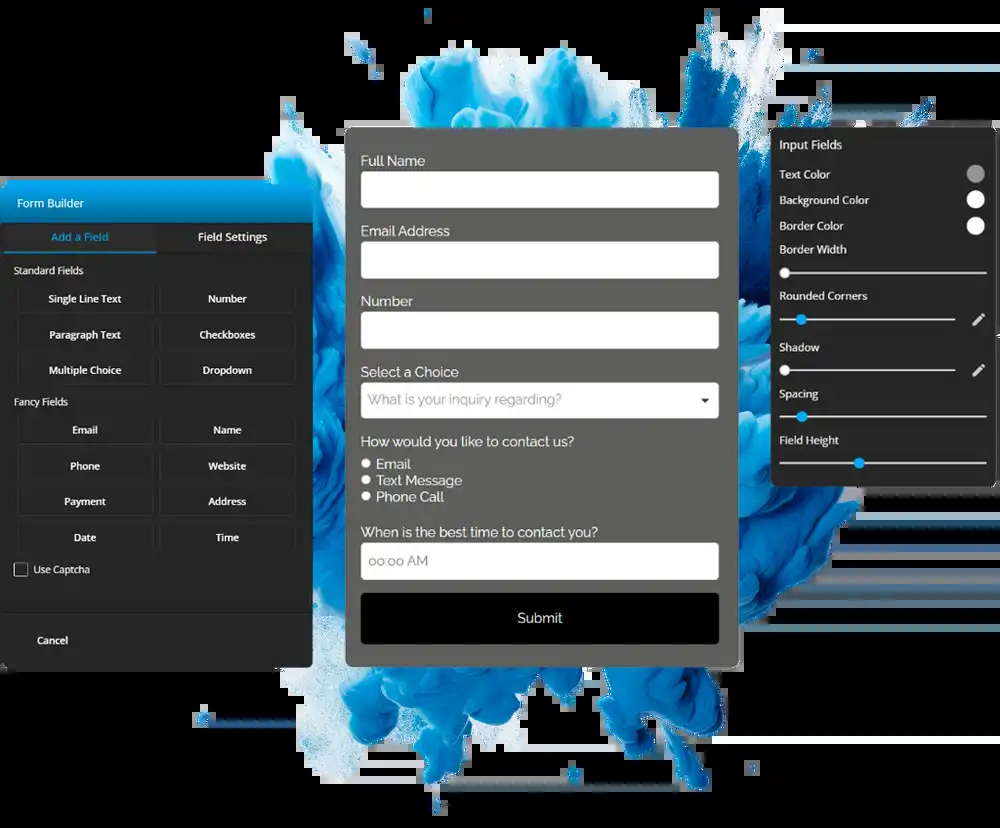 Form Builder
Add a Field
Field Settings
Standard Fields
Single Line Text
Number
Paragraph Text
Checkboxes
Multiple Choice
Dropdown
Fancy Fields
Email
Name
Phone
Website
Payment
Address
Date
Time
Use Captcha
Cancel
Full Name
Email Address
Number
Select a Choice
What is your inquiry regarding?
How would you like to contact us?
Email
Text Message
Phone Call
When is the best time to contact you?
00:00 AM
Submit
Input Fields
Text Color
Background Color
Border Color
Border Width
Rounded Corners
Shadow
Spacing
Field Height